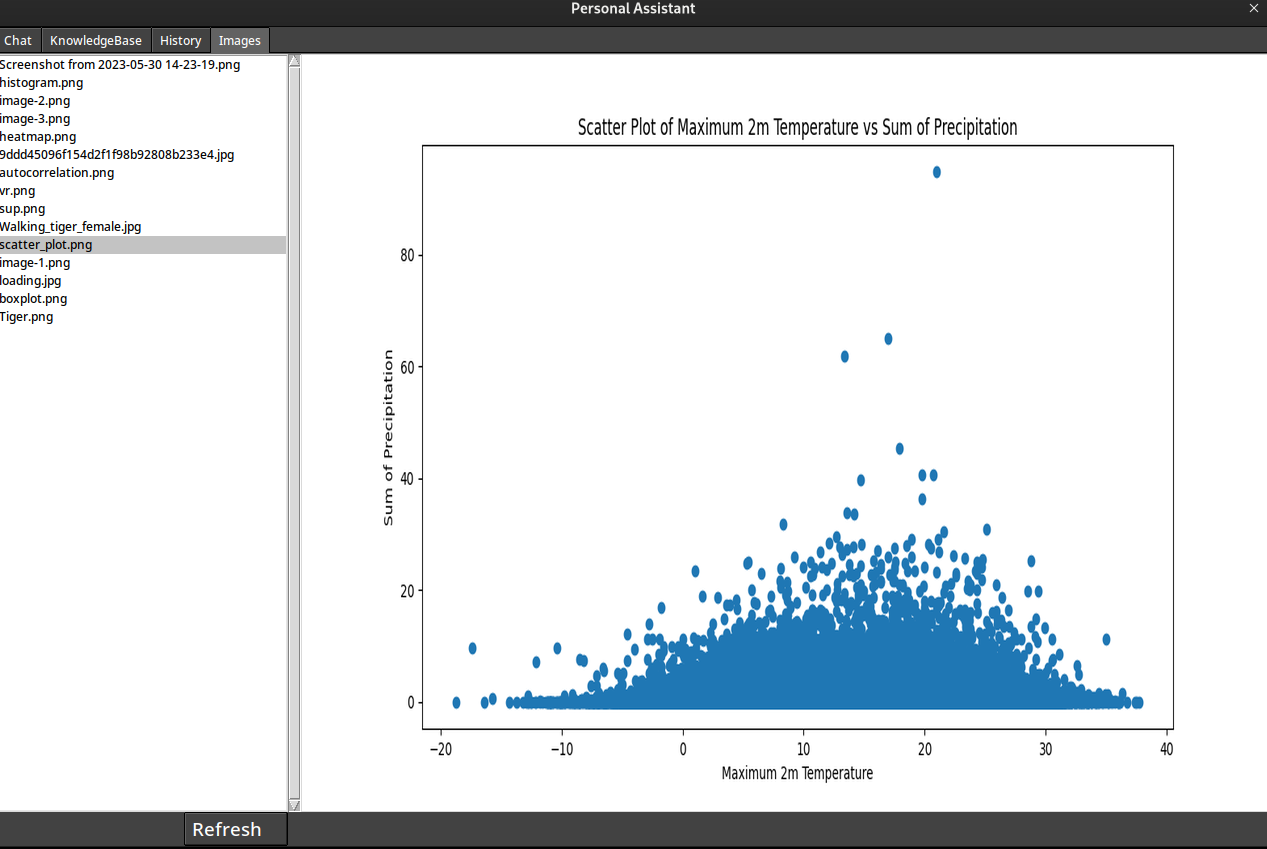 Personal Assistant
Chat KnowledgeBase History Images
Screenshot from 2023-05-30 14-23-19.png
histogram.png
image-2.png
image-3.png
heatmap.png
9ddd45096f154d2f1f98b92808b233e4.jpg
autocorrelation.png
vr.png
sup.png
Walking_tiger_female.jpg
scatter_plot.png
image-1.png
loading.jpg
boxplot.png
Tiger.png
Refresh
Scatter Plot of Maximum 2m Temperature vs Sum of Precipitation
Sum of Precipitation
80
60
40
20
0
−20 −10 0 10 20 30 40
Maximum 2m Temperature